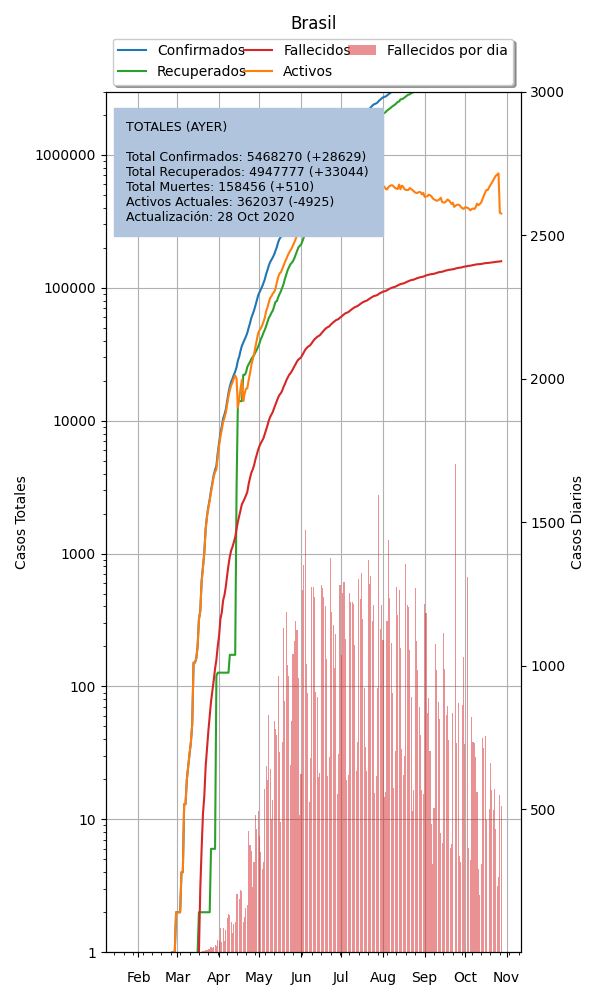 Brasil
Confirmados
Recuperados
Fallecidos
Activos
Fallecidos por dia
TOTALES (AYER)
Total Confirmados: 5468270 (+28629)
Total Recuperados: 4947777 (+33044)
Total Muertes: 158456 (+510)
Activos Actuales: 362037 (-4925)
Actualización: 28 Oct 2020
Casos Totales
1000000
100000
10000
1000
100
10
1
3000
2500
2000
1500
1000
500
Casos Diarios
Feb Mar Apr May Jun Jul Aug Sep Oct Nov